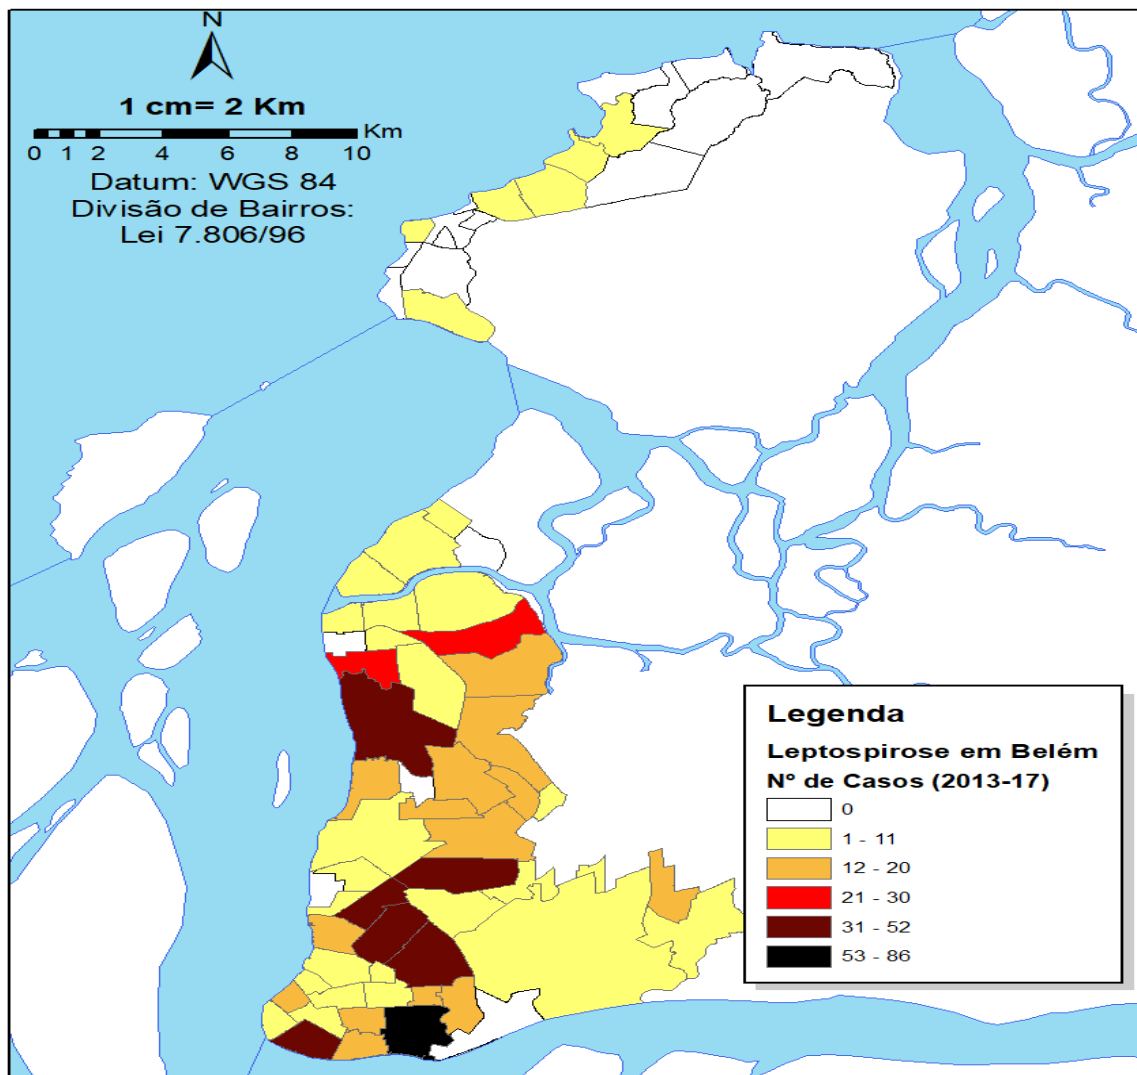 N
1 cm= 2 Km
Km
0 1 2 4 6 8 10
Datum: WGS 84
Divisão de Bairros:
Lei 7.806/96
Legenda
Leptospirose em Belém
Nº de Casos (2013-17)
0
1 - 11
12 - 20
21 - 30
31 - 52
53 - 86